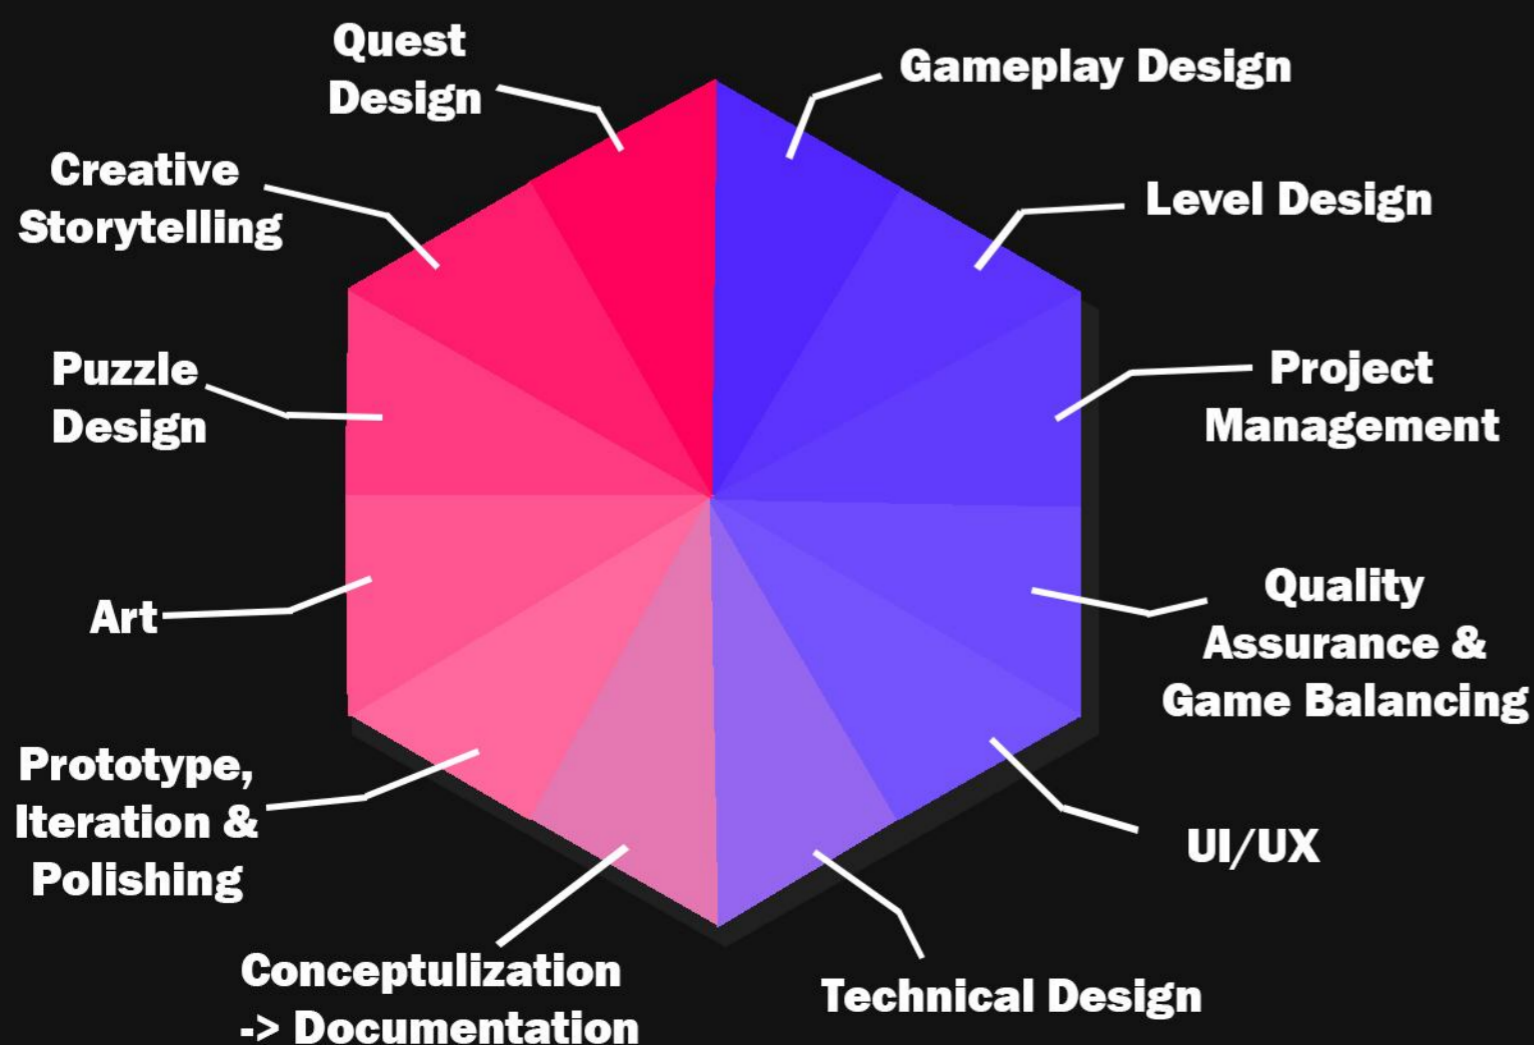 Quest
Design
Gameplay Design
Creative
Storytelling
Level Design
Puzzle
Design
Project
Management
Art
Quality
Assurance &
Game Balancing
Prototype,
Iteration &
Polishing
UI/UX
Conceptulization
-> Documentation
Technical Design